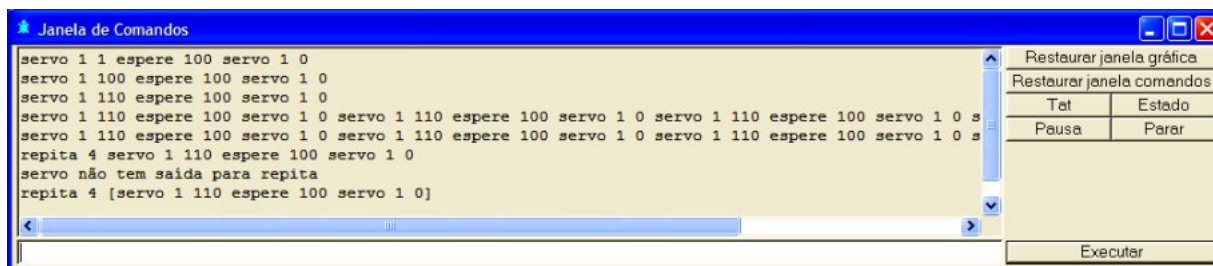 Janela de Comandos
servo 1 1 espere 100 servo 1 0
servo 1 100 espere 100 servo 1 0
servo 1 110 espere 100 servo 1 0
servo 1 110 espere 100 servo 1 0 servo 1 110 espere 100 servo 1 0 servo 1 110 espere 100 servo 1 0 s
servo 1 110 espere 100 servo 1 0 servo 1 110 espere 100 servo 1 0 servo 1 110 espere 100 servo 1 0 s
repita 4 servo 1 110 espere 100 servo 1 0
servo não tem saída para repita
repita 4 [servo 1 110 espere 100 servo 1 0]
Restaurar janela gráfica
Restaurar janela comandos
Tat Estado
Pausa Parar
Executar